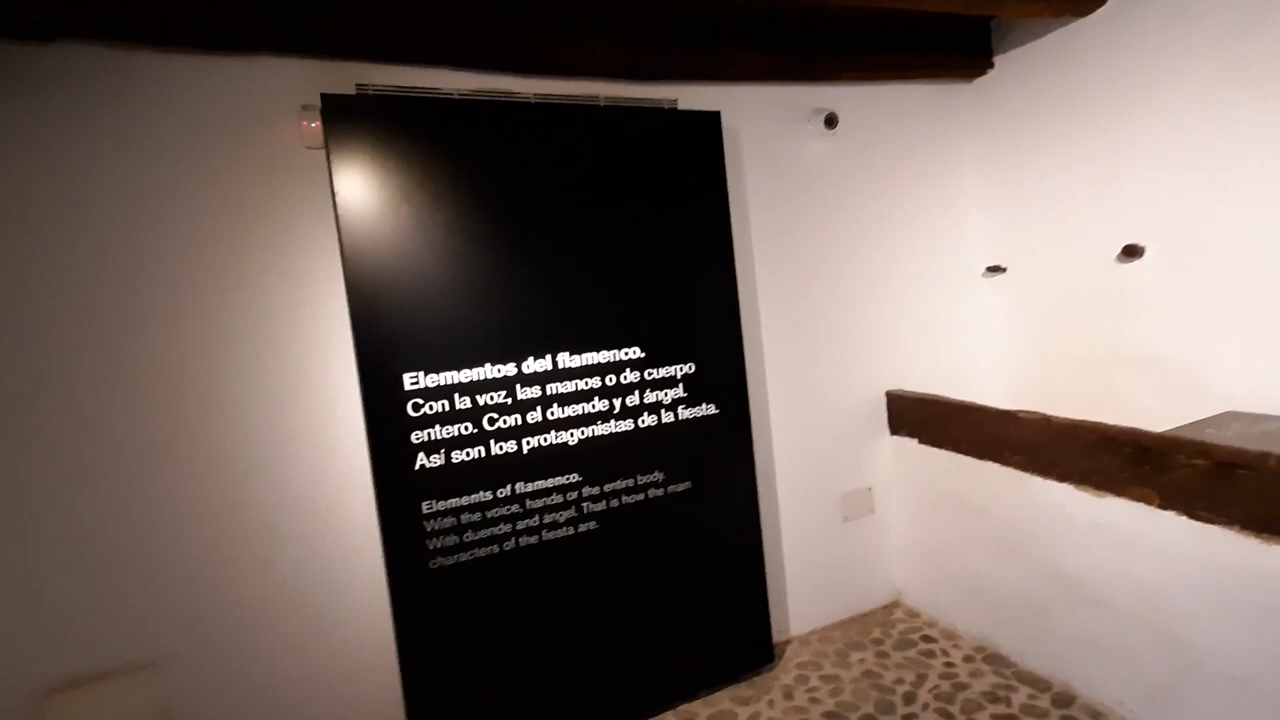 Elementos del flamenco.
Con la voz, las manos o de cuerpo
entero. Con el duende y el ángel.
Así son los protagonistas de la fiesta.
Elements of flamenco.
With the voice, hands or the entire body.
With duende and ángel. That is how the man
characters of the fiesta are.